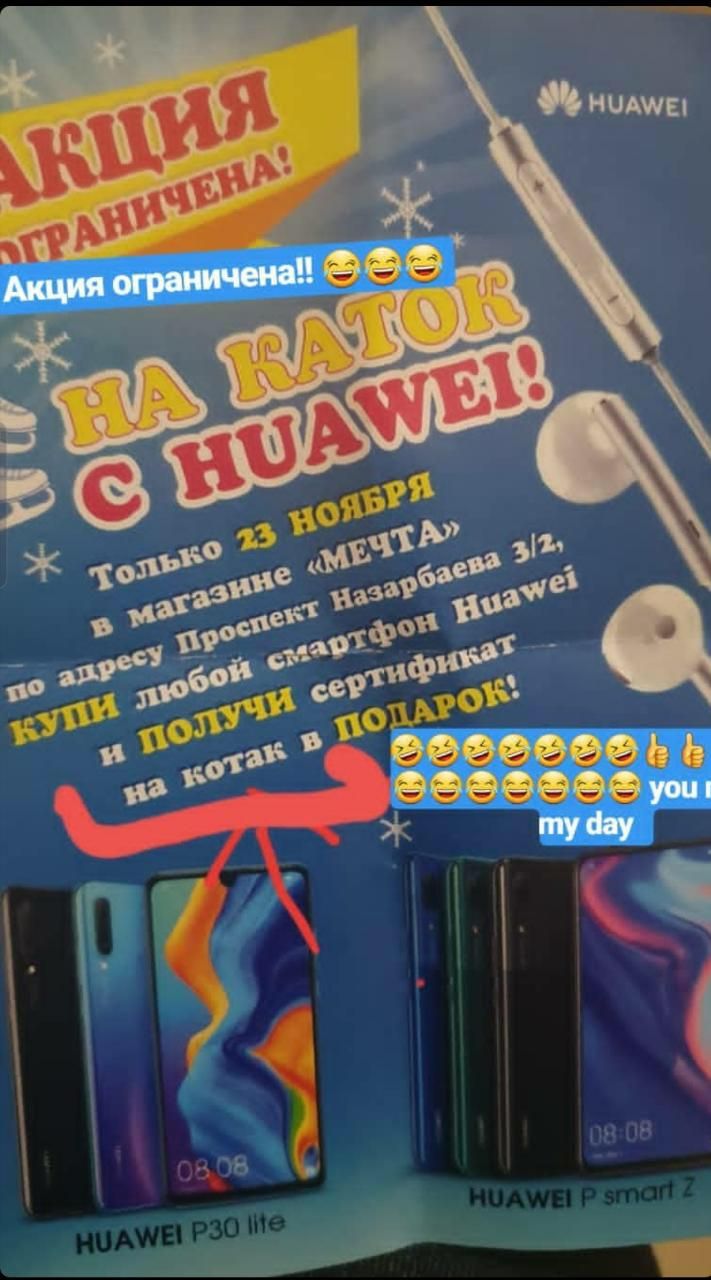 HUAWEI
АКЦИЯ
ОГРАНИЧЕНА!
Акция ограничена!! 😂😂😂
НА КАТОК
С HUAWEI!
Только 23 НОЯБРЯ
в магазине «МЕЧТА»
по адресу Проспект Назарбаева 3/2,
КУПИ любой смартфон Huawei
и ПОЛУЧИ сертификат
на котак в ПОДАРОК!
🤣🤣🤣🤣🤣🤣🤣👍👍
😂😂😂😂😂😂😂 you
my day
08:08
08:08
HUAWEI P30 lite
HUAWEI P smart Z